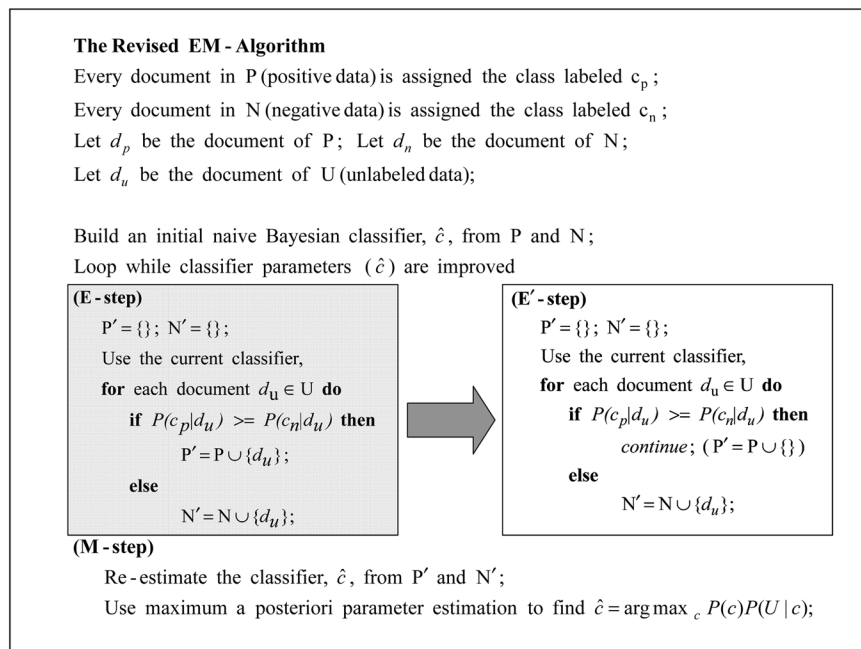 The Revised EM - Algorithm
Every document in P (positive data) is assigned the class labeled c_p ;
Every document in N (negative data) is assigned the class labeled c_n ;
Let d_p be the document of P ; Let d_n be the document of N ;
Let d_u be the document of U (unlabeled data);
Build an initial naive Bayesian classifier, ĉ , from P and N ;
Loop while classifier parameters ( ĉ ) are improved
(E - step)
P′ = {} ; N′ = {} ;
Use the current classifier,
for each document d_u ∈ U do
if P(c_p|d_u ) >= P(c_n|d_u ) then
P′ = P ∪ {d_u};
else
N′ = N ∪ {d_u};
(E′ - step)
P′ = {} ; N′ = {} ;
Use the current classifier,
for each document d_u ∈ U do
if P(c_p|d_u ) >= P(c_n|d_u ) then
continue ; ( P′ = P ∪ {} )
else
N′ = N ∪ {d_u};
(M - step)
Re - estimate the classifier, ĉ , from P′ and N′ ;
Use maximum a posteriori parameter estimation to find ĉ = arg max _c P(c)P(U | c);